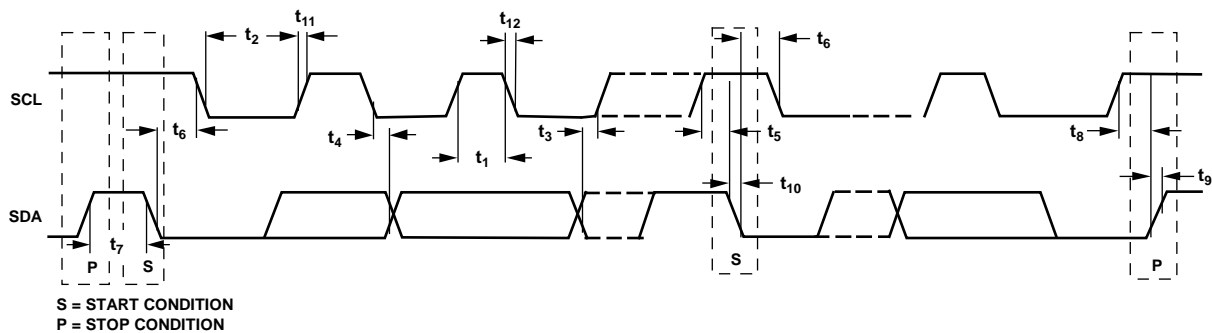 t11
t12
t2
t6
SCL
t6
t4
t3
t5
t8
t1
t10
t9
SDA
t7
P
S
S
P
S = START CONDITION
P = STOP CONDITION